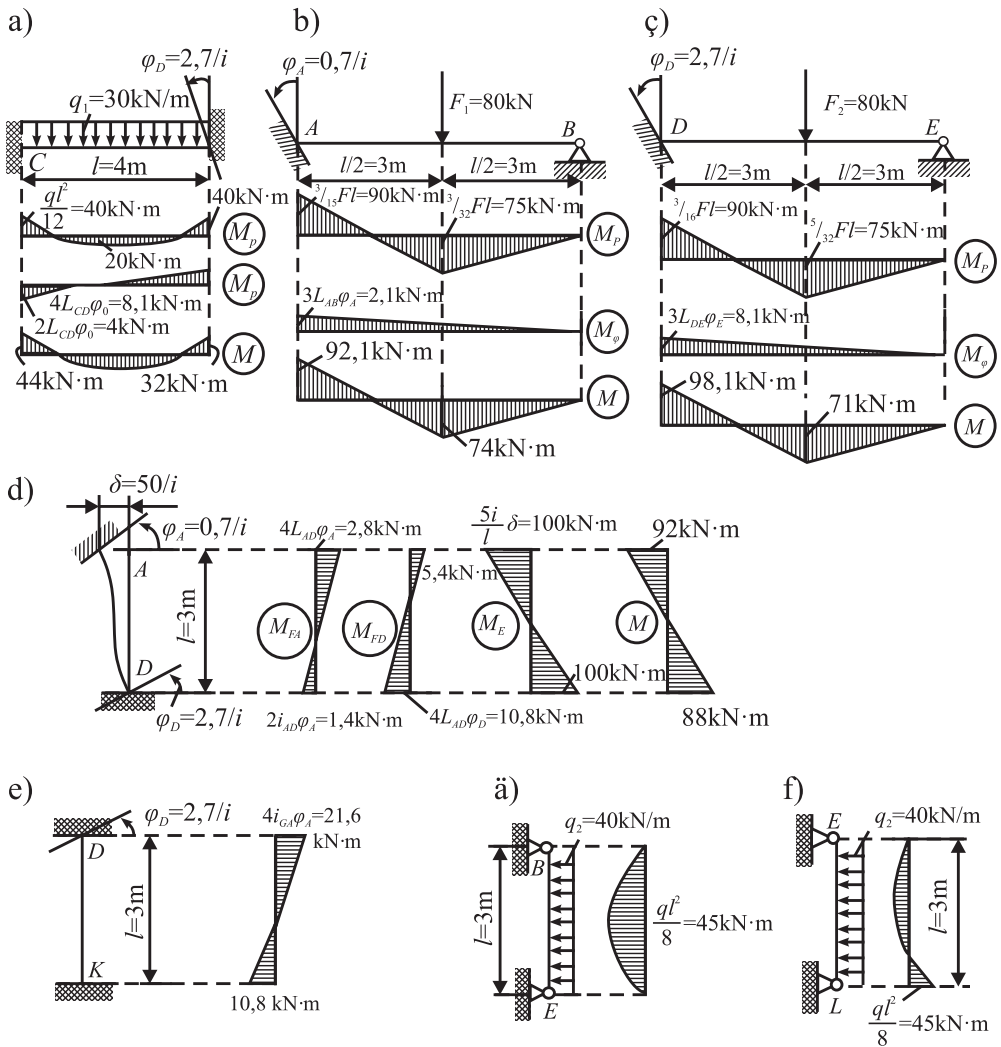 a)
φD=2,7/i
q1=30kN/m
C
l=4m
ql²/12=40kN·m
40kN·m
Mp
20kN·m
Mp
4LCDφ0=8,1kN·m
2LCDφ0=4kN·m
M
44kN·m
32kN·m
b)
φA=0,7/i
F1=80kN
A
B
l/2=3m
l/2=3m
3/15Fl=90kN·m
3/32Fl=75kN·m
MP
3LABφA=2,1kN·m
Mφ
92,1kN·m
M
74kN·m
ç)
φD=2,7/i
F2=80kN
D
E
l/2=3m
l/2=3m
3/16Fl=90kN·m
5/32Fl=75kN·m
MP
3LDEφE=8,1kN·m
Mφ
98,1kN·m
71kN·m
M
d)
δ=50/i
φA=0,7/i
A
l=3m
D
φD=2,7/i
4LADφA=2,8kN·m
MFA
2iADφA=1,4kN·m
5,4kN·m
MFD
4LADφD=10,8kN·m
5i/l δ=100kN·m
ME
100kN·m
92kN·m
M
88kN·m
e)
φD=2,7/i
D
l=3m
K
4iGAφA=21,6
kN·m
10,8 kN·m
ä)
q2=40kN/m
B
l=3m
E
ql²/8=45kN·m
f)
E
q2=40kN/m
l=3m
L
ql²/8=45kN·m